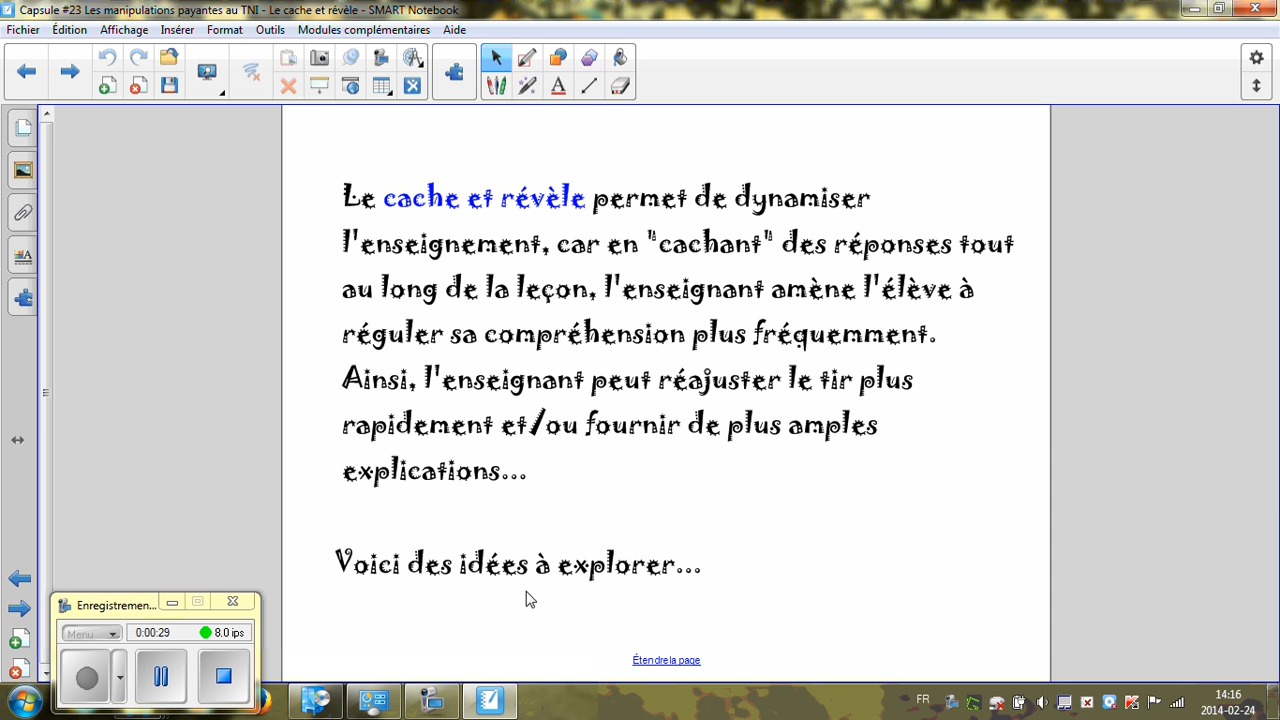 Capsule #23 Les manipulations payantes au TNI - Le cache et révèle - SMART Notebook
Fichier Édition Affichage Insérer Format Outils Modules complémentaires Aide
Le cache et révèle permet de dynamiser
l'enseignement, car en "cachant" des réponses tout
au long de la leçon, l'enseignant amène l'élève à
réguler sa compréhension plus fréquemment.
Ainsi, l'enseignant peut réajuster le tir plus
rapidement et/ou fournir de plus amples
explications...
Voici des idées à explorer...
Étendre la page
Enregistremen...
Menu 0:00:29 8.0 ips
FR
14:16
2014-02-24